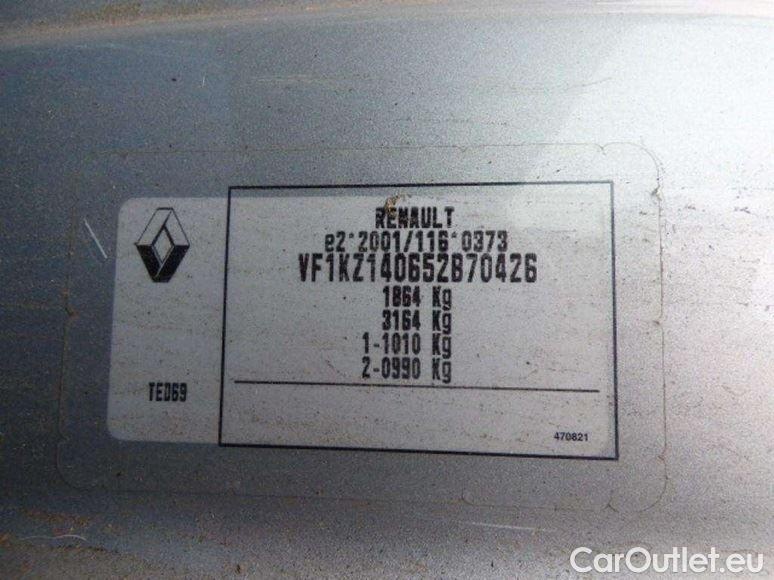 RENAULT
e2*2001/116*0373
VF1KZ140652870426
1864 Kg
3164 Kg
1-1010 Kg
2-0990 Kg
TED69
470821
CarOutlet.eu